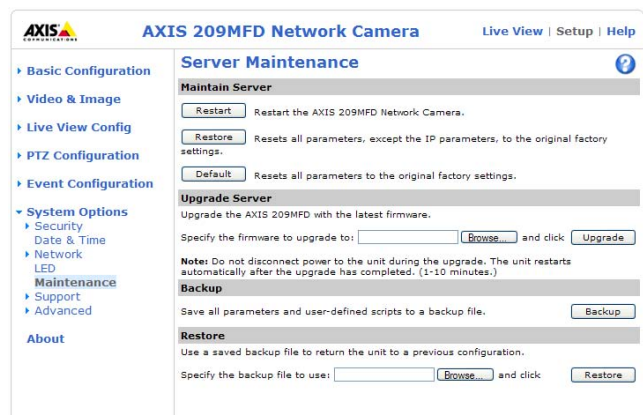 AXIS
COMMUNICATIONS
AXIS 209MFD Network Camera
Live View | Setup | Help
Basic Configuration
Video & Image
Live View Config
PTZ Configuration
Event Configuration
System Options
Security
Date & Time
Network
LED
Maintenance
Support
Advanced
About
Server Maintenance
?
Maintain Server
Restart Restart the AXIS 209MFD Network Camera.
Restore Resets all parameters, except the IP parameters, to the original factory
settings.
Default Resets all parameters to the original factory settings.
Upgrade Server
Upgrade the AXIS 209MFD with the latest firmware.
Specify the firmware to upgrade to: Browse... and click Upgrade
Note: Do not disconnect power to the unit during the upgrade. The unit restarts
automatically after the upgrade has completed. (1-10 minutes.)
Backup
Save all parameters and user-defined scripts to a backup file. Backup
Restore
Use a saved backup file to return the unit to a previous configuration.
Specify the backup file to use: Browse... and click Restore